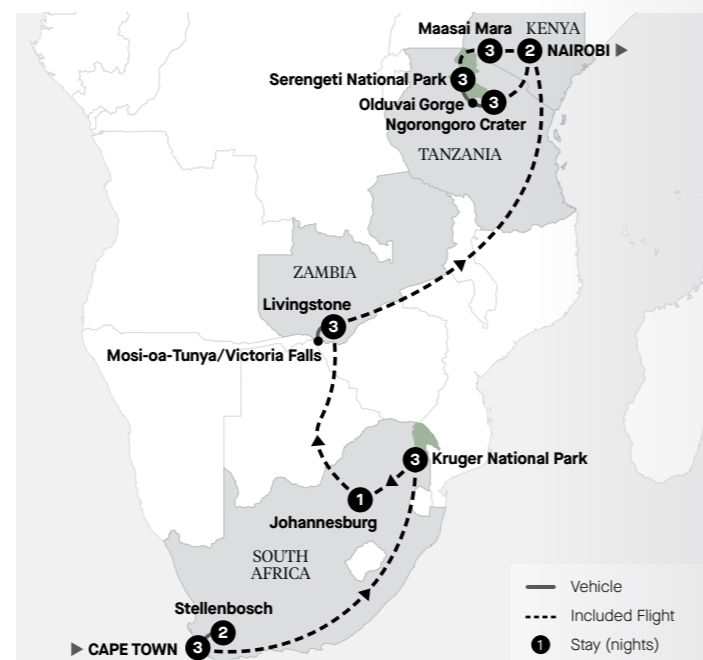 Maasai Mara
KENYA
3
2
NAIROBI ▶
Serengeti National Park
3
Olduvai Gorge
3
Ngorongoro Crater
TANZANIA
ZAMBIA
Livingstone
3
Mosi-oa-Tunya/Victoria Falls
3
Kruger National Park
1
Johannesburg
SOUTH
AFRICA
Stellenbosch
2
▶ CAPE TOWN
3
Vehicle
Included Flight
1 Stay (nights)